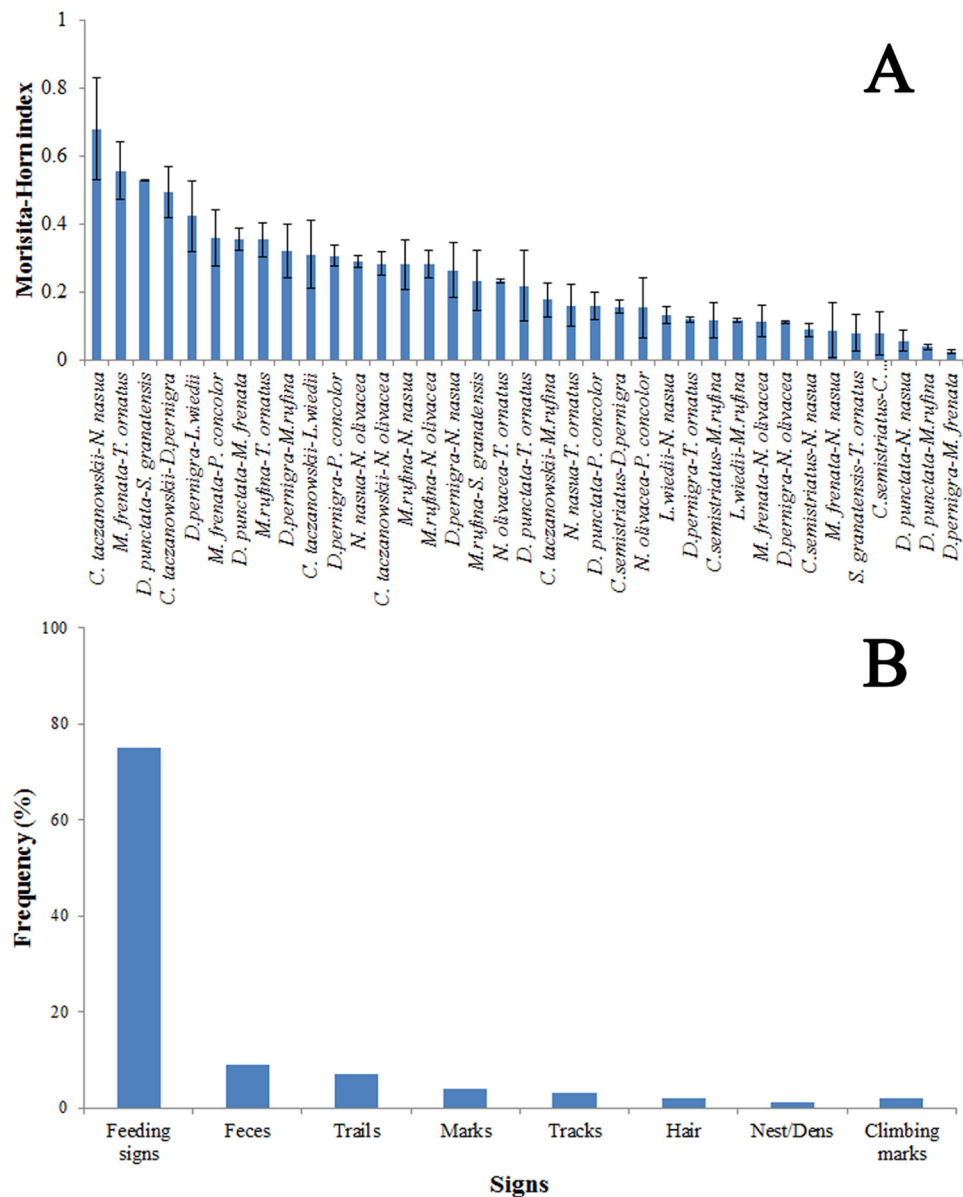 A
Morisita-Horn index
1
0.8
0.6
0.4
0.2
0
C. taczanowskii-N. nasua
M. frenata-T. ornatus
D. punctata-S. granatensis
C. taczanowskii-D.pernigra
D.pernigra-L.wiedii
M. frenata-P. concolor
D. punctata-M. frenata
M.rufina-T. ornatus
D.pernigra-M.rufina
C. taczanowskii-L.wiedii
D.pernigra-P. concolor
N. nasua-N. olivacea
C. taczanowskii-N. olivacea
M.rufina-N. nasua
M.rufina-N. olivacea
D.pernigra-N. nasua
M.rufina-S. granatensis
N. olivacea-T. ornatus
D. punctata-T. ornatus
C. taczanowskii-M.rufina
N. nasua-T. ornatus
D. punctata-P. concolor
C.semistriatus-D.pernigra
N. olivacea-P. concolor
L.wiedii-N. nasua
D.pernigra-T. ornatus
C.semistriatus-M.rufina
L.wiedii-M.rufina
M. frenata-N. olivacea
D.pernigra-N. olivacea
C.semistriatus-N. nasua
M. frenata-N. nasua
S. granatensis-T. ornatus
C.semistriatus-C....
D. punctata-N. nasua
D. punctata-M.rufina
D.pernigra-M. frenata
B
Frequency (%)
100
80
60
40
20
0
Feeding signs
Feces
Trails
Marks
Tracks
Hair
Nest/Dens
Climbing marks
Signs